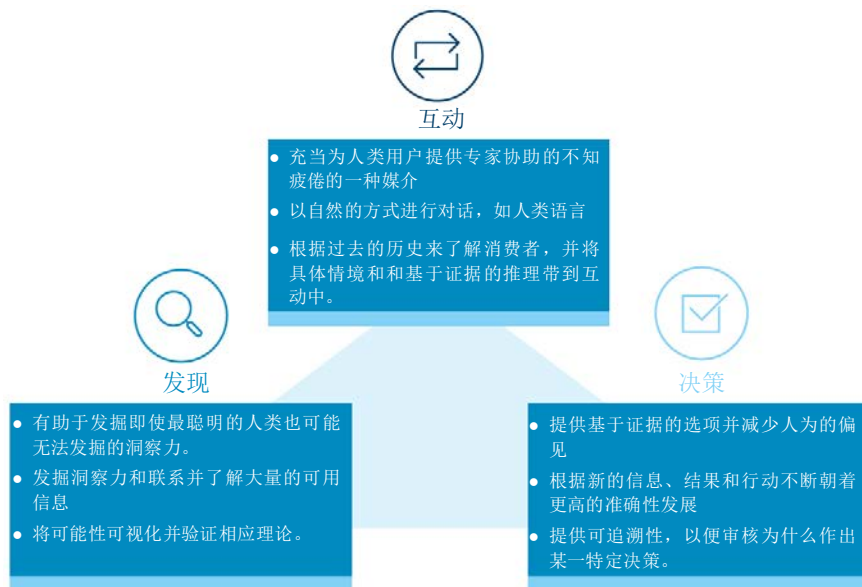 互动
● 充当为人类用户提供专家协助的不知
疲倦的一种媒介
● 以自然的方式进行对话，如人类语言
● 根据过去的历史来了解消费者，并将
具体情境和和基于证据的推理带到互
动中。
发现
● 有助于发掘即使最聪明的人类也可能
无法发掘的洞察力。
● 发掘洞察力和联系并了解大量的可用
信息
● 将可能性可视化并验证相应理论。
决策
● 提供基于证据的选项并减少人为的偏
见
● 根据新的信息、结果和行动不断朝着
更高的准确性发展
● 提供可追溯性，以便审核为什么作出
某一特定决策。